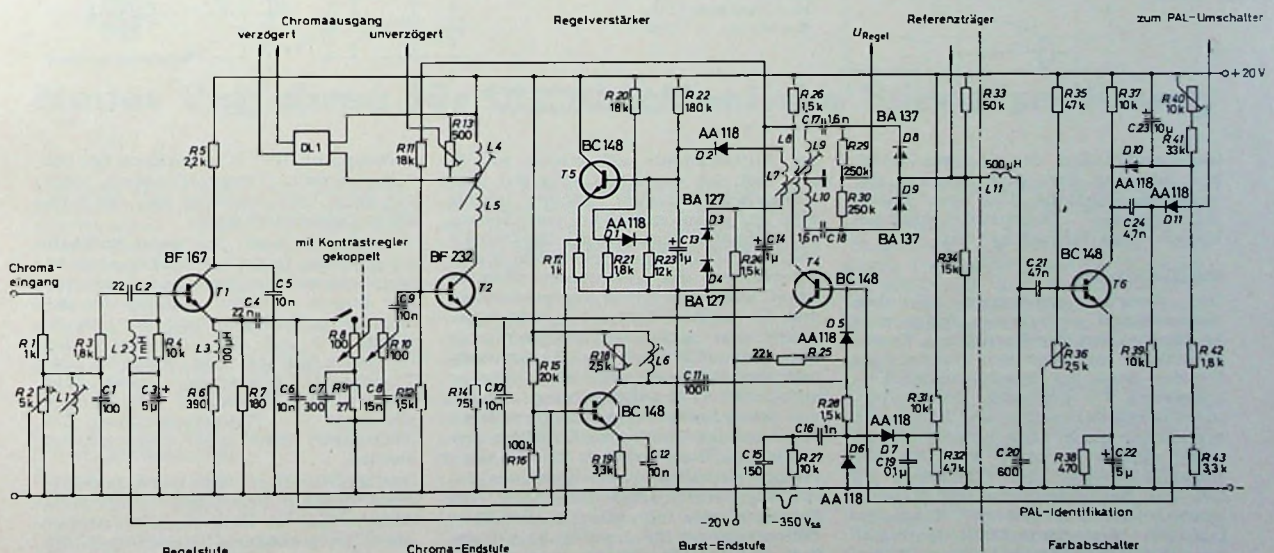 Chromaausgang
verzögert
unverzögert
Regelverstärker
U Regel
Referenzträger
zum PAL-Umschalter
+20V
R5
2,2k
DL1
R11
18k
R13
500
L4
L5
R20
18k
R22
180k
BC148
T5
AA118
D2
R26
1,5k
C17
1,6n
L8
L7
L9
L10
R29
250k
R30
250k
1,6n
C18
BA137
D8
D9
BA137
R33
50k
500µH
L11
R35
47k
R37
10k
C23
10µ
R40
10k
R41
33k
D10
AA118
AA118
D11
C24
4,7n
mit Kontrastregler
gekoppelt
D1
AA118
R21
1,8k
R23
12k
C13
1µ
BA127
D3
D4
BA127
1,5k
C14
1µ
1k
T4
BC148
R34
15k
C21
47n
BC148
T6
Chroma-
eingang
BF167
T1
22
C2
C5
10n
C4
22n
BF232
T2
C9
10n
R1
1k
R2
5k
L1
R3
1,8k
C1
100
L2
1mH
R4
10k
C3
5µ
L3
100µH
R6
390
R7
180
C6
10n
R8
100
R10
100
C7
300
R9
27
C8
15n
R12
1,5k
R14
75
C10
10n
R15
20k
R18
2,5k
L6
C11
100
22k
R25
D5
AA118
BC148
100k
R16
R19
3,3k
C12
10n
R28
1,5k
C16
1n
AA118
D7
C15
150
R27
10k
D6
AA118
C19
0,1µ
R31
10k
R32
4,7k
C20
600
R36
2,5k
R38
470
C22
5µ
R39
10k
R42
1,8k
R43
3,3k
-20V
-350 Vss
PAL-Identifikation
Regelstufe
Chroma-Endstufe
Burst-Endstufe
Farbabschalter